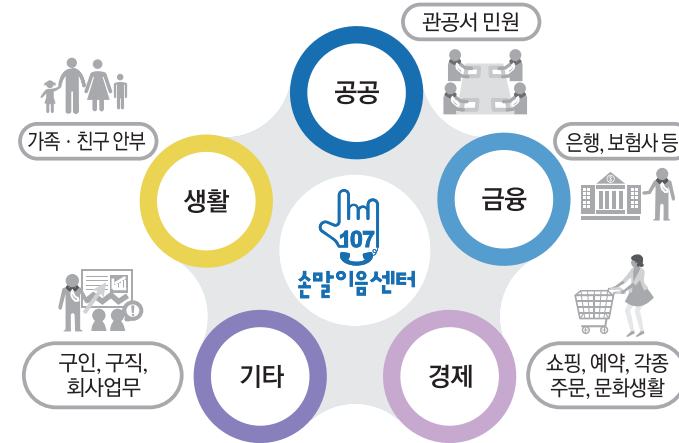 관공서 민원
공공
가족 · 친구 안부
생활
은행, 보험사 등
금융
107
손말이음센터
구인, 구직,
회사업무
기타
경제
쇼핑, 예약, 각종
주문, 문화생활